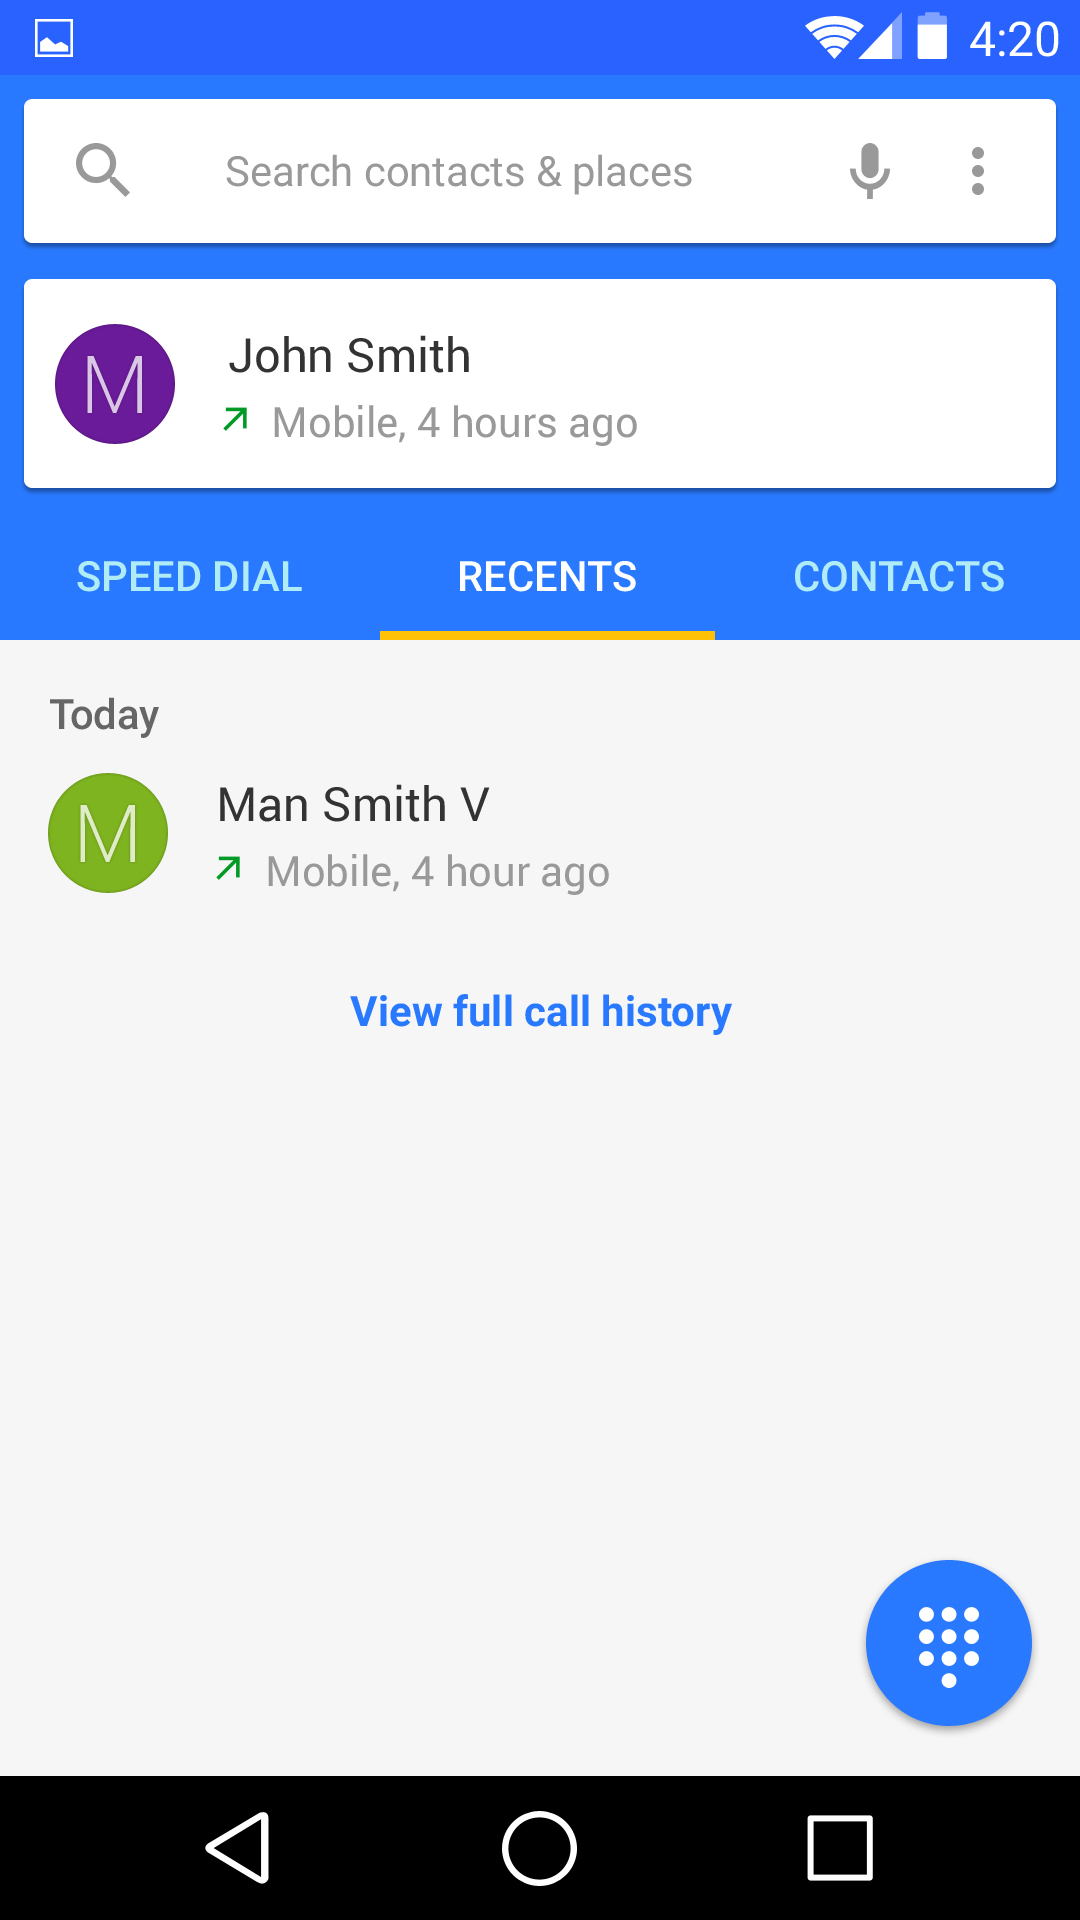 4:20
Search contacts & places
M
John Smith
Mobile, 4 hours ago
SPEED DIAL
RECENTS
CONTACTS
Today
M
Man Smith V
Mobile, 4 hour ago
View full call history